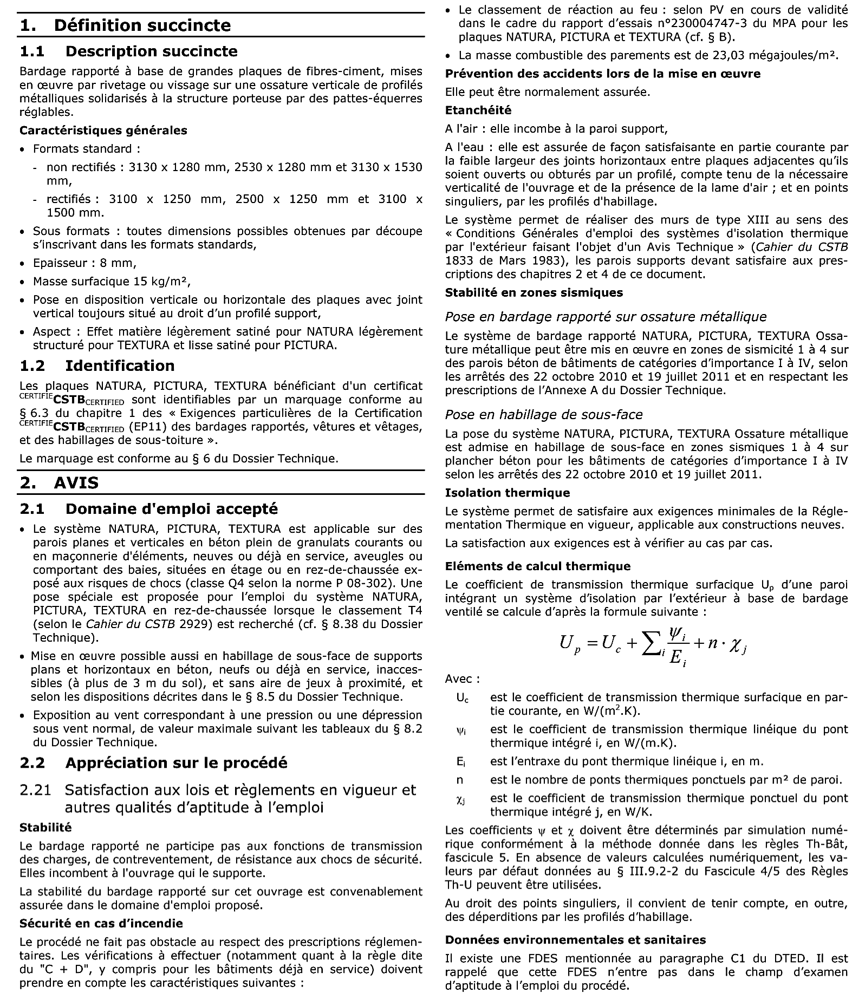 1. Définition succincte
1.1 Description succincte
Bardage rapporté à base de grandes plaques de fibres-ciment, mises
en œuvre par rivetage ou vissage sur une ossature verticale de profilés
métalliques solidarisés à la structure porteuse par des pattes-équerres
réglables.
Caractéristiques générales
• Formats standard :
- non rectifiés : 3130 x 1280 mm, 2530 x 1280 mm et 3130 x 1530
mm,
- rectifiés : 3100 x 1250 mm, 2500 x 1250 mm et 3100 x
1500 mm.
• Sous formats : toutes dimensions possibles obtenues par découpe
s’inscrivant dans les formats standards,
• Epaisseur : 8 mm,
• Masse surfacique 15 kg/m²,
• Pose en disposition verticale ou horizontale des plaques avec joint
vertical toujours situé au droit d’un profilé support,
• Aspect : Effet matière légèrement satiné pour NATURA légèrement
structuré pour TEXTURA et lisse satiné pour PICTURA.
1.2 Identification
Les plaques NATURA, PICTURA, TEXTURA bénéficiant d'un certificat
CERTIFIECSTBCERTIFIED sont identifiables par un marquage conforme au
§ 6.3 du chapitre 1 des « Exigences particulières de la Certification
CERTIFIECSTBCERTIFIED (EP11) des bardages rapportés, vêtures et vêtages,
et des habillages de sous-toiture ».
Le marquage est conforme au § 6 du Dossier Technique.
2. AVIS
2.1 Domaine d'emploi accepté
• Le système NATURA, PICTURA, TEXTURA est applicable sur des
parois planes et verticales en béton plein de granulats courants ou
en maçonnerie d'éléments, neuves ou déjà en service, aveugles ou
comportant des baies, situées en étage ou en rez-de-chaussée ex-
posé aux risques de chocs (classe Q4 selon la norme P 08-302). Une
pose spéciale est proposée pour l’emploi du système NATURA,
PICTURA, TEXTURA en rez-de-chaussée lorsque le classement T4
(selon le Cahier du CSTB 2929) est recherché (cf. § 8.38 du Dossier
Technique).
• Mise en œuvre possible aussi en habillage de sous-face de supports
plans et horizontaux en béton, neufs ou déjà en service, inacces-
sibles (à plus de 3 m du sol), et sans aire de jeux à proximité, et
selon les dispositions décrites dans le § 8.5 du Dossier Technique.
• Exposition au vent correspondant à une pression ou une dépression
sous vent normal, de valeur maximale suivant les tableaux du § 8.2
du Dossier Technique.
2.2 Appréciation sur le procédé
2.21 Satisfaction aux lois et règlements en vigueur et
autres qualités d’aptitude à l’emploi
Stabilité
Le bardage rapporté ne participe pas aux fonctions de transmission
des charges, de contreventement, de résistance aux chocs de sécurité.
Elles incombent à l'ouvrage qui le supporte.
La stabilité du bardage rapporté sur cet ouvrage est convenablement
assurée dans le domaine d'emploi proposé.
Sécurité en cas d’incendie
Le procédé ne fait pas obstacle au respect des prescriptions réglemen-
taires. Les vérifications à effectuer (notamment quant à la règle dite
du "C + D", y compris pour les bâtiments déjà en service) doivent
prendre en compte les caractéristiques suivantes :
• Le classement de réaction au feu : selon PV en cours de validité
dans le cadre du rapport d’essais n°230004747-3 du MPA pour les
plaques NATURA, PICTURA et TEXTURA (cf. § B).
• La masse combustible des parements est de 23,03 mégajoules/m².
Prévention des accidents lors de la mise en œuvre
Elle peut être normalement assurée.
Etanchéité
A l'air : elle incombe à la paroi support,
A l'eau : elle est assurée de façon satisfaisante en partie courante par
la faible largeur des joints horizontaux entre plaques adjacentes qu’ils
soient ouverts ou obturés par un profilé, compte tenu de la nécessaire
verticalité de l'ouvrage et de la présence de la lame d'air ; et en points
singuliers, par les profilés d'habillage.
Le système permet de réaliser des murs de type XIII au sens des
« Conditions Générales d'emploi des systèmes d'isolation thermique
par l'extérieur faisant l'objet d'un Avis Technique » (Cahier du CSTB
1833 de Mars 1983), les parois supports devant satisfaire aux pres-
criptions des chapitres 2 et 4 de ce document.
Stabilité en zones sismiques
Pose en bardage rapporté sur ossature métallique
Le système de bardage rapporté NATURA, PICTURA, TEXTURA Ossa-
ture métallique peut être mis en œuvre en zones de sismicité 1 à 4 sur
des parois béton de bâtiments de catégories d’importance I à IV, selon
les arrêtés des 22 octobre 2010 et 19 juillet 2011 et en respectant les
prescriptions de l’Annexe A du Dossier Technique.
Pose en habillage de sous-face
La pose du système NATURA, PICTURA, TEXTURA Ossature métallique
est admise en habillage de sous-face en zones sismiques 1 à 4 sur
plancher béton pour les bâtiments de catégories d’importance I à IV
selon les arrêtés des 22 octobre 2010 et 19 juillet 2011.
Isolation thermique
Le système permet de satisfaire aux exigences minimales de la Régle-
mentation Thermique en vigueur, applicable aux constructions neuves.
La satisfaction aux exigences est à vérifier au cas par cas.
Eléments de calcul thermique
Le coefficient de transmission thermique surfacique Up d’une paroi
intégrant un système d’isolation par l’extérieur à base de bardage
ventilé se calcule d’après la formule suivante :
U_p = U_c + ∑_i ψ_i / E_i + n · χ_j
Avec :
Uc est le coefficient de transmission thermique surfacique en par-
tie courante, en W/(m².K).
ψi est le coefficient de transmission thermique linéique du pont
thermique intégré i, en W/(m.K).
Ei est l’entraxe du pont thermique linéique i, en m.
n est le nombre de ponts thermiques ponctuels par m² de paroi.
χj est le coefficient de transmission thermique ponctuel du pont
thermique intégré j, en W/K.
Les coefficients ψ et χ doivent être déterminés par simulation numé-
rique conformément à la méthode donnée dans les règles Th-Bât,
fascicule 5. En absence de valeurs calculées numériquement, les va-
leurs par défaut données au § III.9.2-2 du Fascicule 4/5 des Règles
Th-U peuvent être utilisées.
Au droit des points singuliers, il convient de tenir compte, en outre,
des déperditions par les profilés d’habillage.
Données environnementales et sanitaires
Il existe une FDES mentionnée au paragraphe C1 du DTED. Il est
rappelé que cette FDES n’entre pas dans le champ d’examen
d’aptitude à l’emploi du procédé.